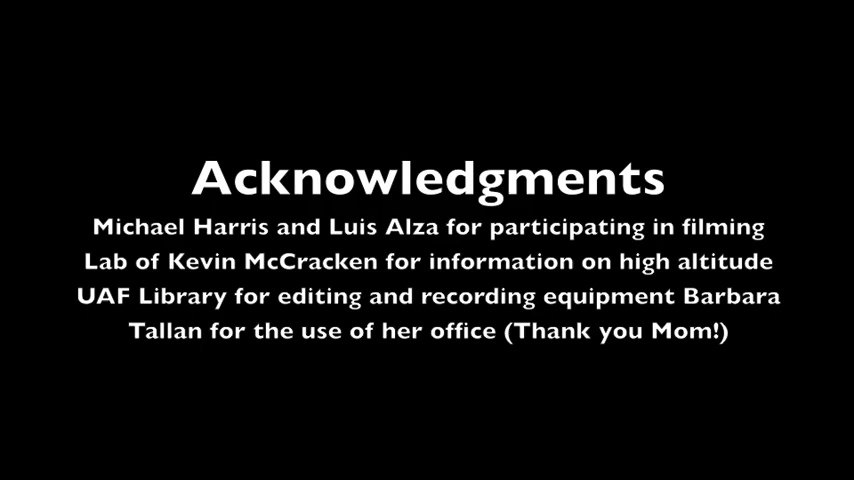 Acknowledgments
Michael Harris and Luis Alza for participating in filming
Lab of Kevin McCracken for information on high altitude
UAF Library for editing and recording equipment Barbara
Tallan for the use of her office (Thank you Mom!)